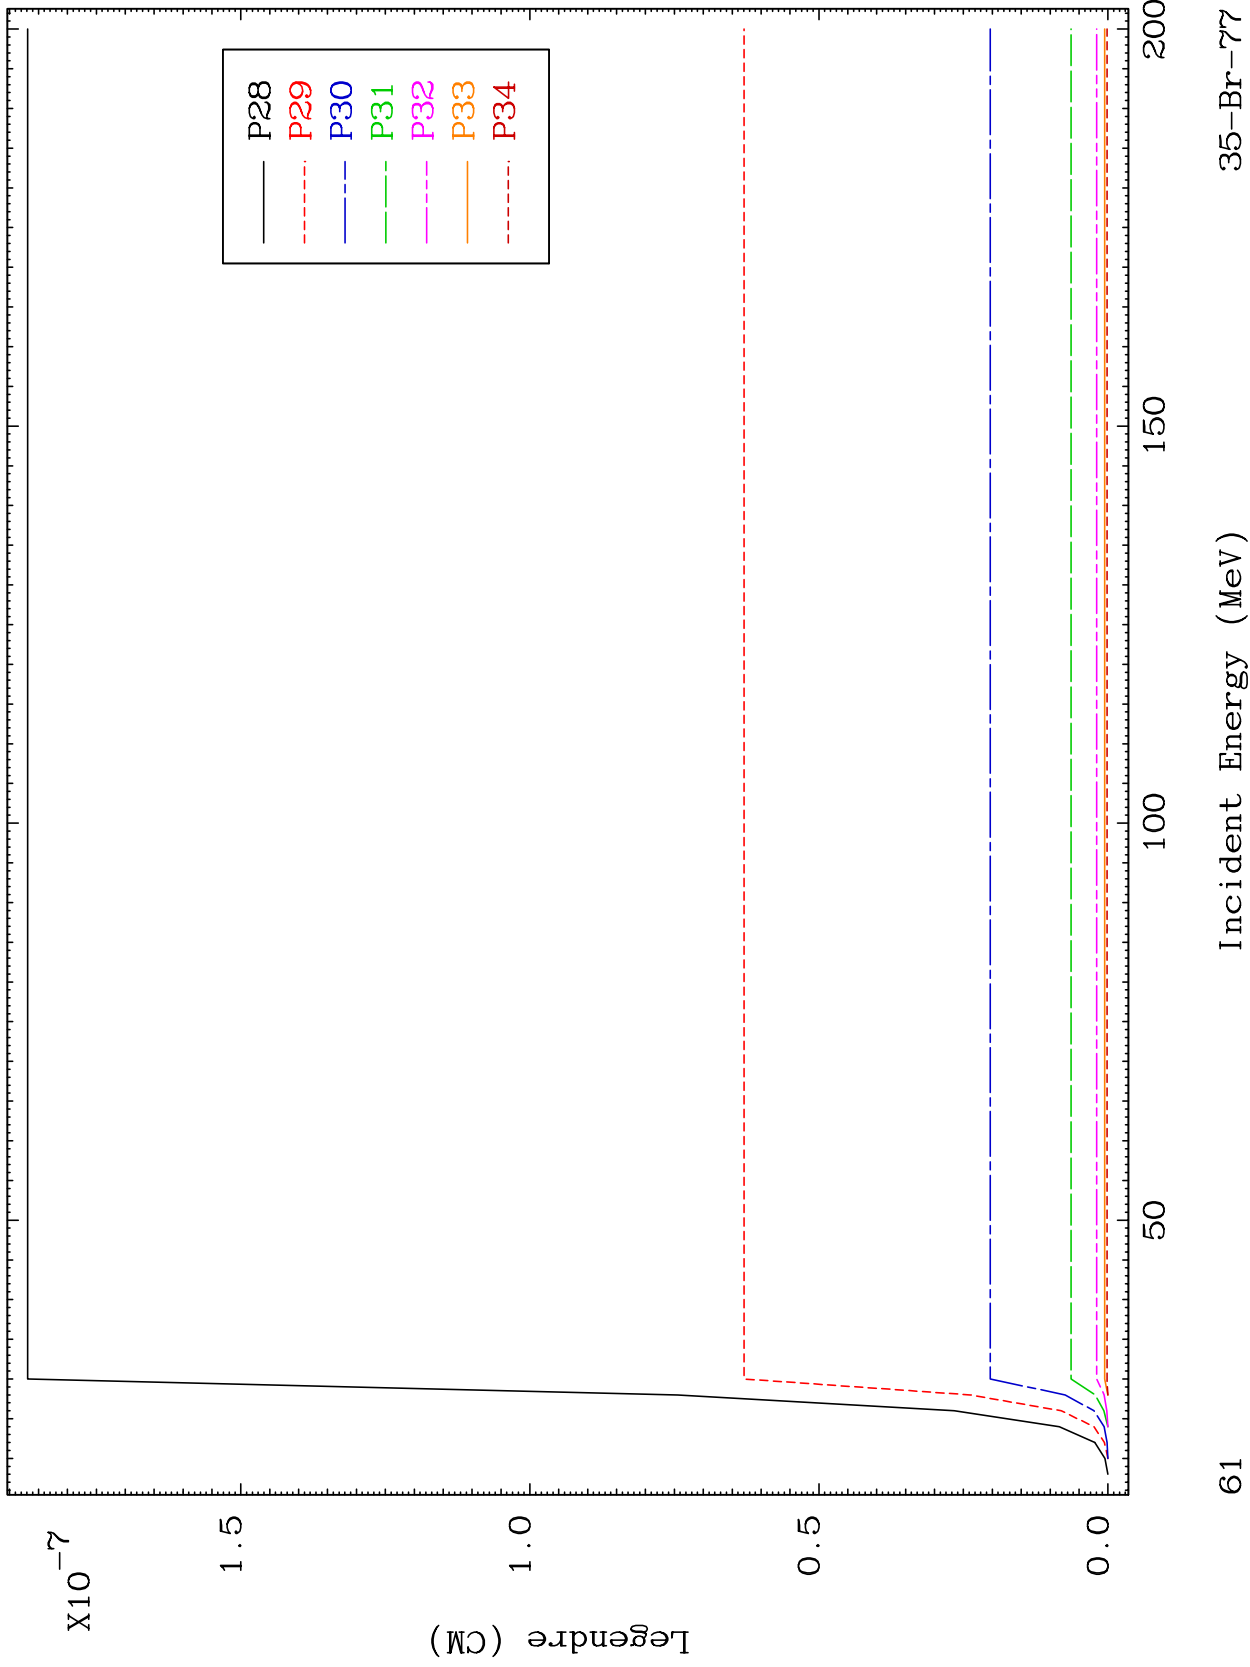 X10-7
1.5
1.0
0.5
0.0
Legendre (CM)
P28
P29
P30
P31
P32
P33
P34
50
100
150
200
Incident Energy (MeV)
61
35-Br-77